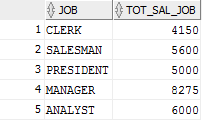 JOB TOT_SAL_JOB
1 CLERK 4150
2 SALESMAN 5600
3 PRESIDENT 5000
4 MANAGER 8275
5 ANALYST 6000